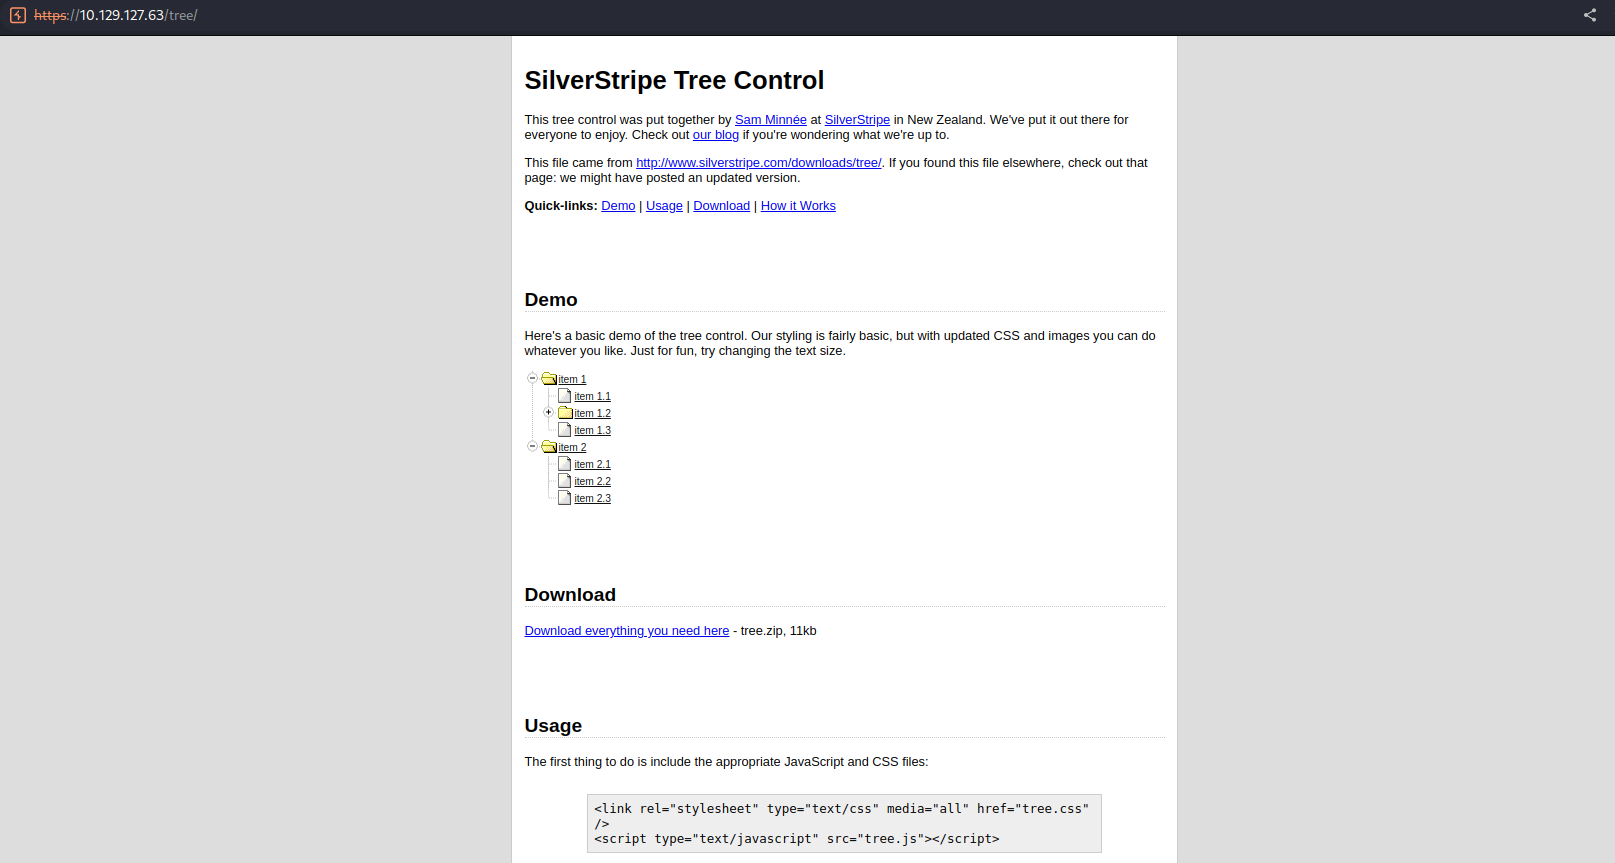 https://10.129.127.63/tree/
SilverStripe Tree Control
This tree control was put together by Sam Minnée at SilverStripe in New Zealand. We've put it out there for
everyone to enjoy. Check out our blog if you're wondering what we're up to.
This file came from http://www.silverstripe.com/downloads/tree/. If you found this file elsewhere, check out that
page: we might have posted an updated version.
Quick-links: Demo | Usage | Download | How it Works
Demo
Here's a basic demo of the tree control. Our styling is fairly basic, but with updated CSS and images you can do
whatever you like. Just for fun, try changing the text size.
item 1
item 1.1
item 1.2
item 1.3
item 2
item 2.1
item 2.2
item 2.3
Download
Download everything you need here - tree.zip, 11kb
Usage
The first thing to do is include the appropriate JavaScript and CSS files:
<link rel="stylesheet" type="text/css" media="all" href="tree.css"
/>
<script type="text/javascript" src="tree.js"></script>